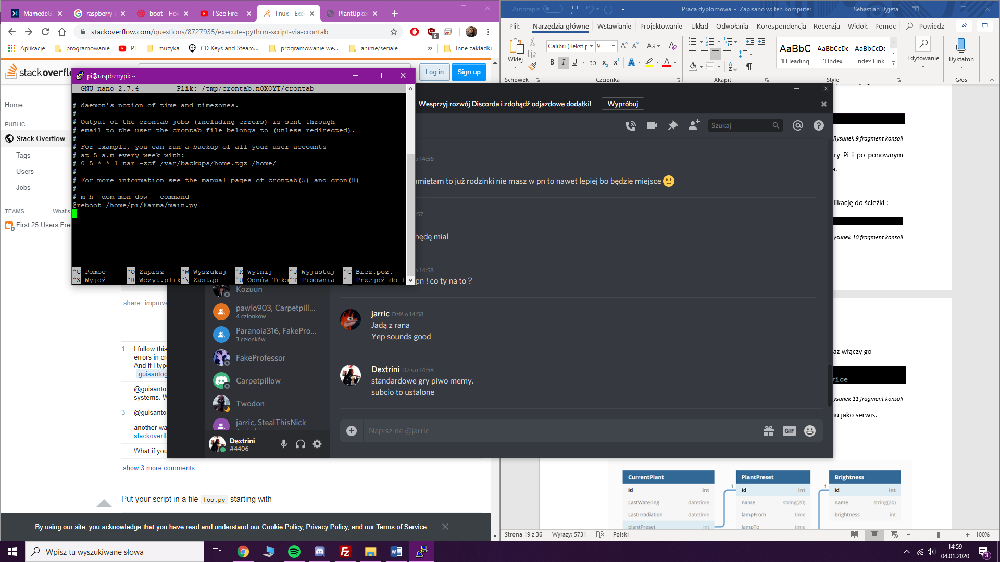 MamedeG
raspberry
boot - Hov
I See Fire -
linux - Exe
PlantUpke
stackoverflow.com/questions/8727935/execute-python-script-via-crontab
6
Aplikacje
programowanie
PL
muzyka
CD Keys and Steam...
programowanie we...
anime/seriale
»
Inne zakładki
stackoverfl
Log in
Sign up
Home
PUBLIC
Stack Overflow
Tags
Users
Jobs
TEAMS
What's
First 25 Users Fre
pi@raspberrypi: ~
GNU nano 2.7.4 Plik: /tmp/crontab.n0XQYT/crontab
# daemon's notion of time and timezones.
#
# Output of the crontab jobs (including errors) is sent through
# email to the user the crontab file belongs to (unless redirected).
#
# For example, you can run a backup of all your user accounts
# at 5 a.m every week with:
# 0 5 * * 1 tar -zcf /var/backups/home.tgz /home/
#
# For more information see the manual pages of crontab(5) and cron(8)
#
# m h  dom mon dow   command
@reboot /home/pi/Farma/main.py
^G Pomoc ^O Zapisz ^W Wyszukaj ^K Wytnij ^J Wyjustuj ^C Bież.poz.
^X Wyjdź ^R Wczyt.plik ^\ Zastąp ^U Odnów Teks ^T Pisownia ^_ Przejdź do l
share improve
1
I follow this
errors in cr
And if I type
guisantog
@guisanto
systems. W
3
@guisanto
another wa
stackoverfl
What if you
show 3 more comments
Put your script in a file foo.py starting with
By using our site, you acknowledge that you have read and understand our Cookie Policy, Privacy Policy, and our Terms of Service.
Wesprzyj rozwój Discorda i zdobądź odjazdowe dodatki!
Wypróbuj
Szukaj
o 14:56
amiętam to już rodzinki nie masz w pn to nawet lepiej bo będzie miejsce 🙂
:57
będę mial
o 14:58
pn ! co ty na to ?
jarric Dziś o 14:58
Jadą z rana
Yep sounds good
Dextrini Dziś o 14:58
standardowe gry piwo memy.
subcio to ustalone
Napisz na @jarric
GIF
Kozuun
pawlo903, Carpetpill...
4 członków
Paranoia316, FakePro...
3 członków
FakeProfessor
Carpetpillow
Twodon
jarric, StealThisNick
Dextrini
#4406
Autozapis
Praca dyplomowa - Zapisano w: ten komputer
Sebastian Dyjeta
Plik
Narzędzia główne
Wstawianie
Projektowanie
Układ
Odwołania
Korespondencja
Recenzja
Widok
Pomoc
Powiedz
Wklej
Calibri (Tekst p
9
AaBbC
¶ Heading
AaBbCcDc
¶ Index
AaBbCcDc
Index Link
Edytowanie
Dyktafon
Schowek
Czcionka
Akapit
Style
Głos
Rysunek 9 fragment konsoli
rry Pi i po ponownym
a.
likację do ścieżki :
ysunek 10 fragment konsoli
az włączy go
vice
ysunek 11 fragment konsoli
nu jako serwis.
CurrentPlant
id int
LastWatering datetime
LastIrradiation datetime
plantPreset int
PlantPreset
1
id int
name string(20)
lampFrom time
lampTo time
Brightness
1
id int
name string(20)
brightness int
Strona 19 z 36
Wyrazy: 5731
Polski
100%
Wpisz tu wyszukiwane słowa
14:59
04.01.2020
3